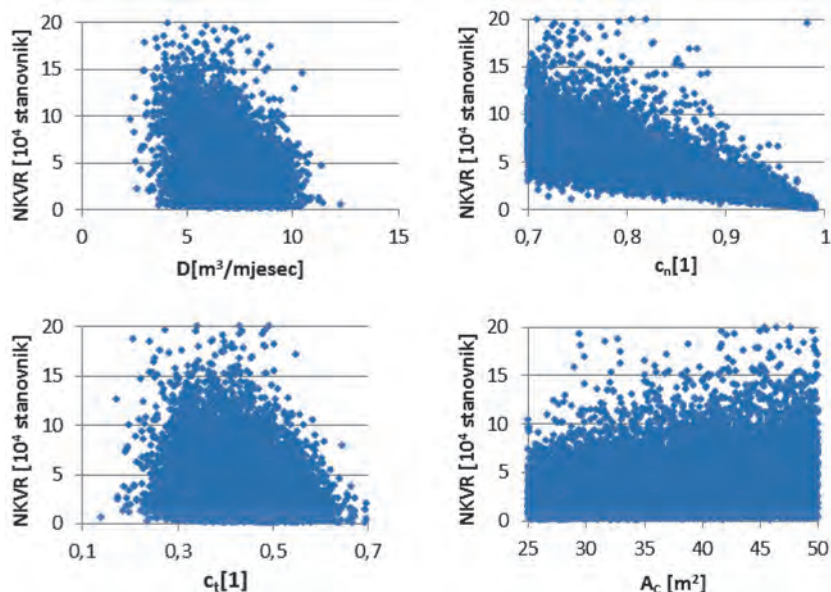 NKVR [10⁴ stanovnik]
20
15
10
5
0
0 5 10 15
D[m³/mjesec]
NKVR [10⁴ stanovnik]
20
15
10
5
0
0,7 0,8 0,9 1
cₙ[1]
NKVR [10⁴ stanovnik]
20
15
10
5
0
0,1 0,3 0,5 0,7
cₜ[1]
NKVR [10⁴ stanovnik]
20
15
10
5
0
25 30 35 40 45 50
A_c [m²]